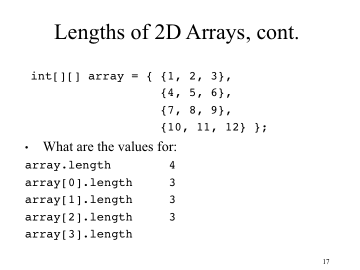 Lengths of 2D Arrays, cont.
int[][] array = { {1, 2, 3},
{4, 5, 6},
{7, 8, 9},
{10, 11, 12} };
• What are the values for:
array.length 4
array[0].length 3
array[1].length 3
array[2].length 3
array[3].length
17